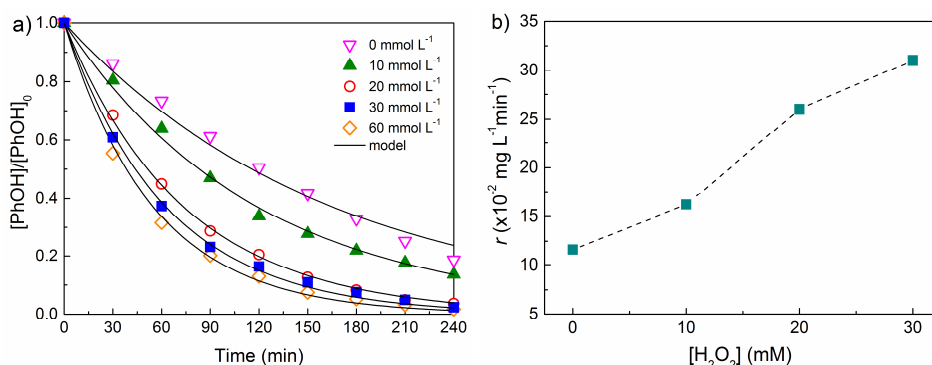 a)
[PhOH]/[PhOH]₀
1.0
0.8
0.6
0.4
0.2
0.0
0 mmol L⁻¹
10 mmol L⁻¹
20 mmol L⁻¹
30 mmol L⁻¹
60 mmol L⁻¹
model
0 30 60 90 120 150 180 210 240
Time (min)
b)
r (x10⁻² mg L⁻¹min⁻¹)
35
30
25
20
15
10
5
0 10 20 30
[H₂O₂] (mM)